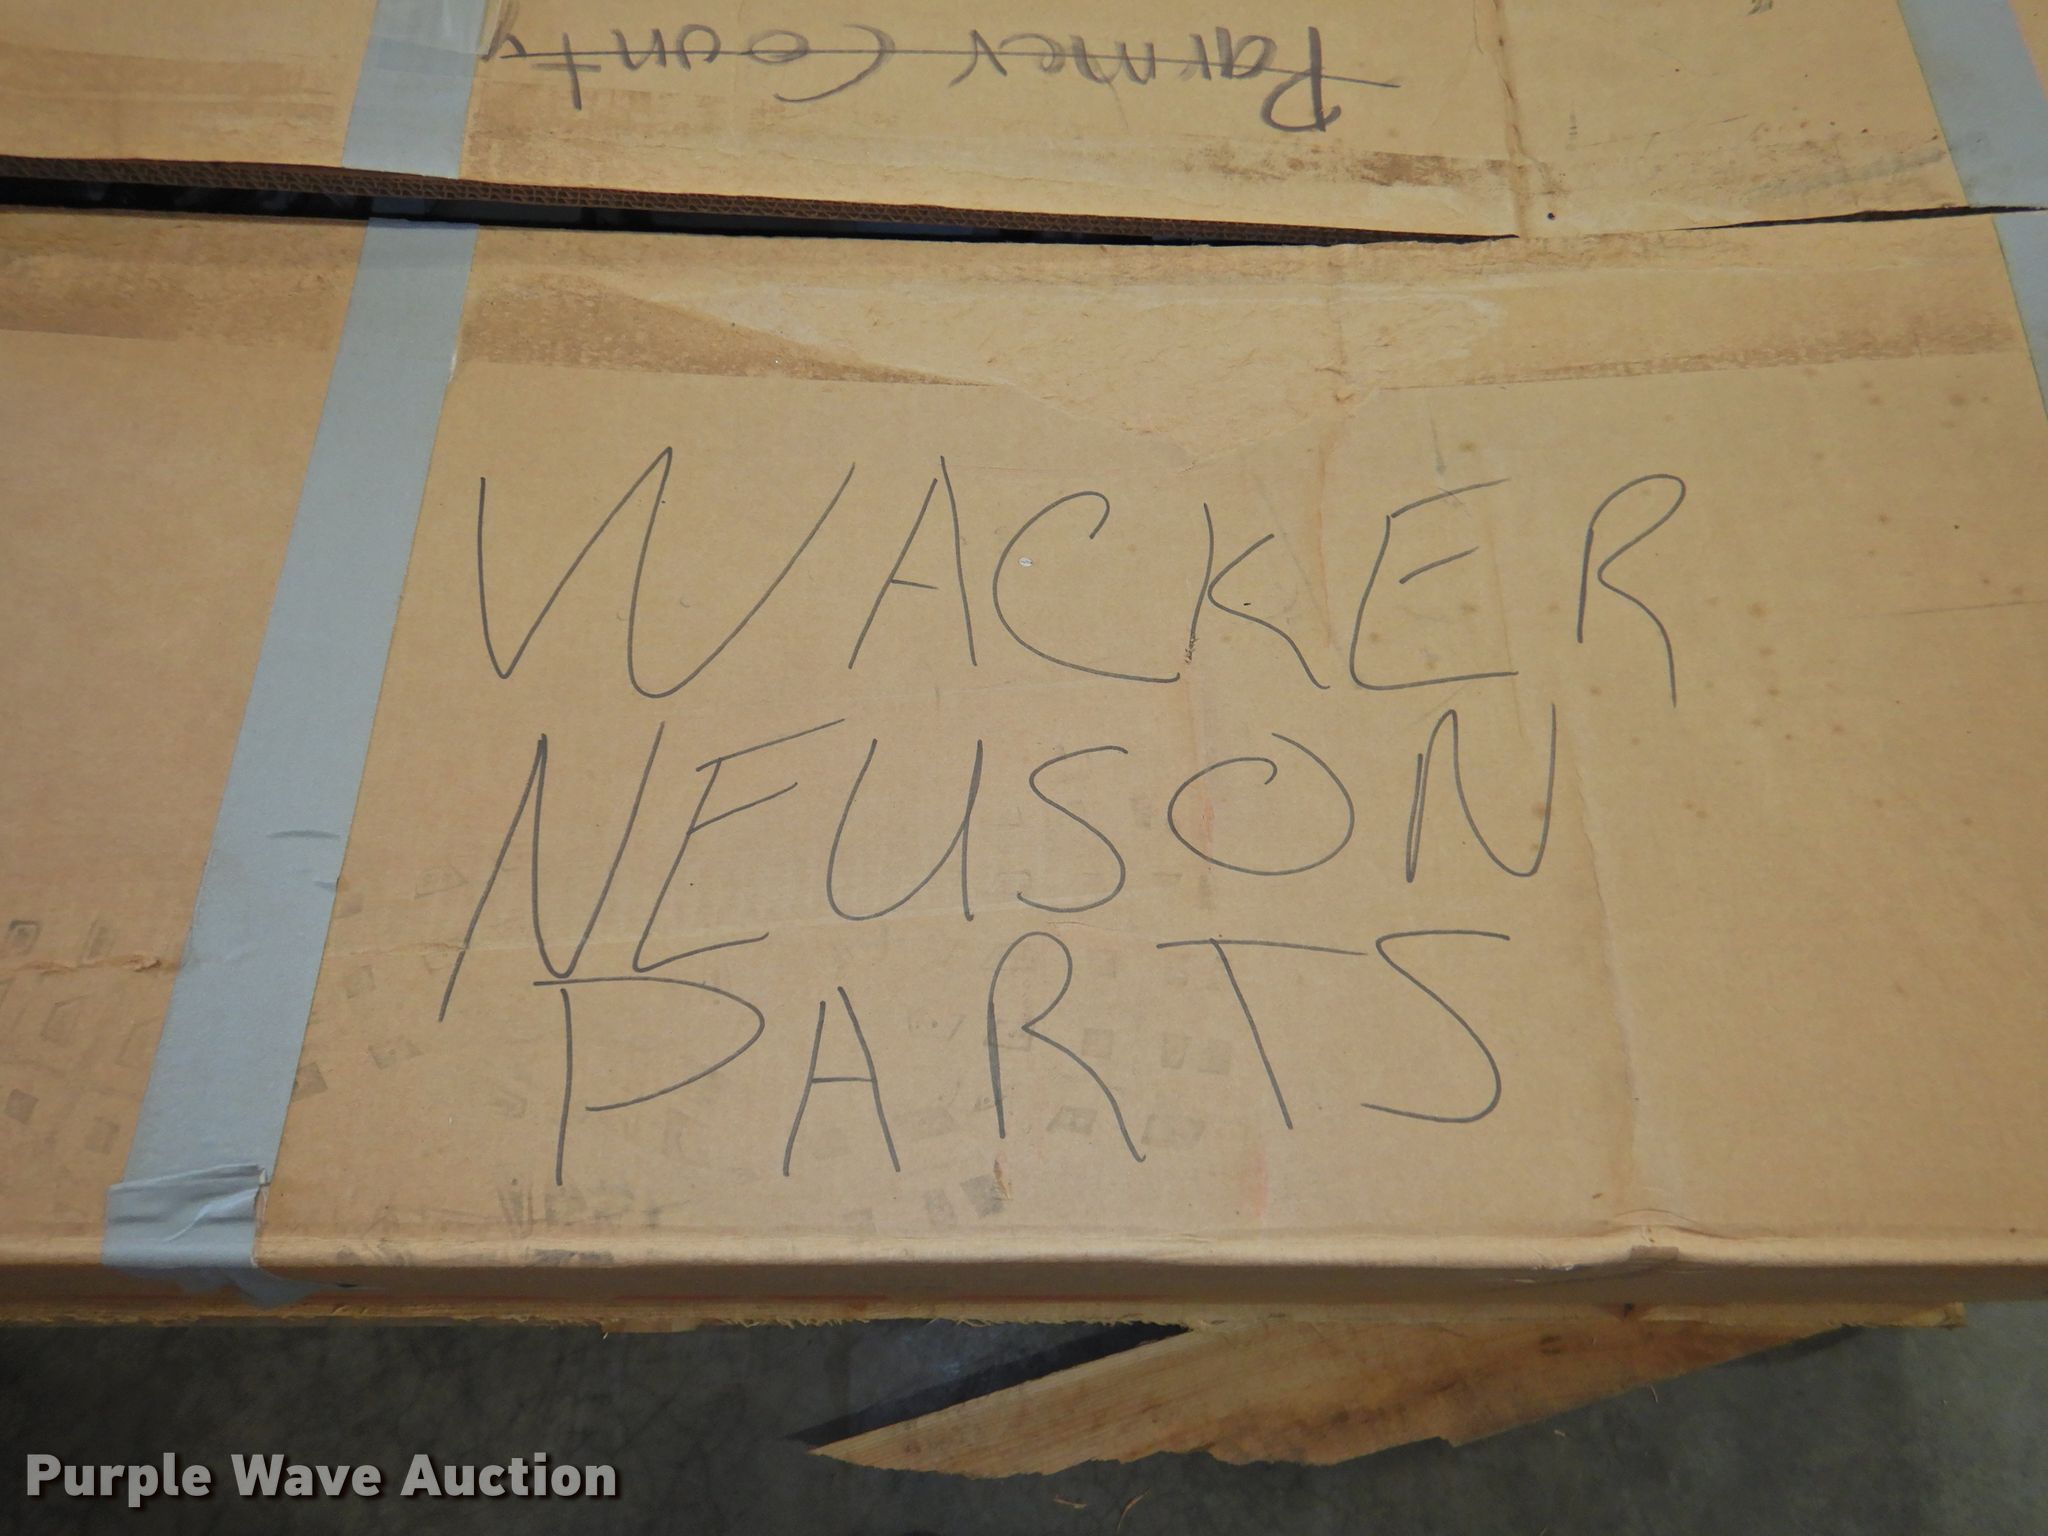 Parmer County
WACKER
NEUSON
PARTS
Purple Wave Auction